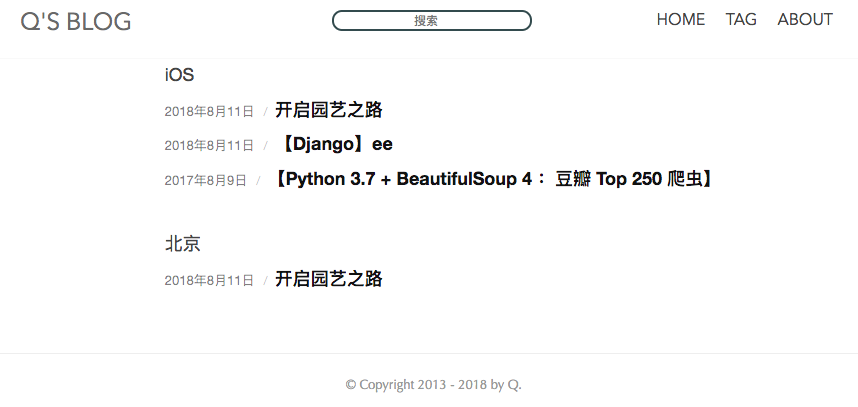 Q'S BLOG 搜索 HOME TAG ABOUT
iOS
2018年8月11日 / 开启园艺之路
2018年8月11日 / 【Django】ee
2017年8月9日 / 【Python 3.7 + BeautifulSoup 4： 豆瓣 Top 250 爬虫】
北京
2018年8月11日 / 开启园艺之路
© Copyright 2013 - 2018 by Q.